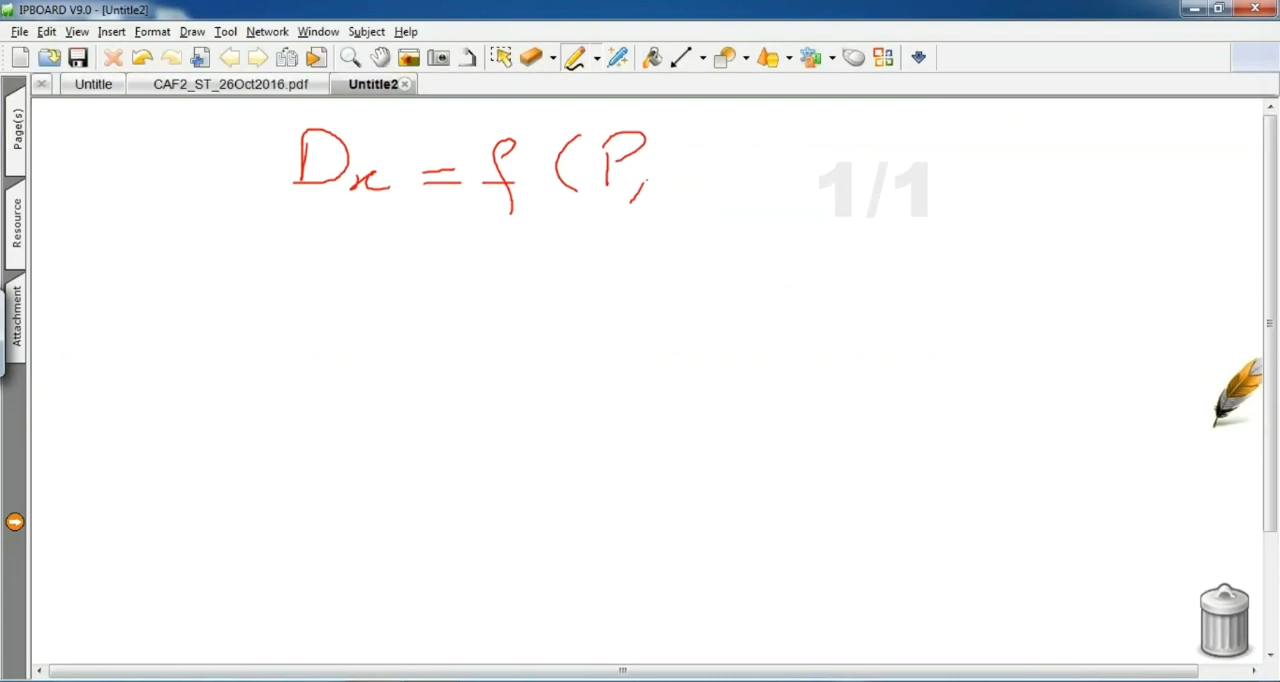 IPBOARD V9.0 - [Untitle2]
File Edit View Insert Format Draw Tool Network Window Subject Help
Untitle CAF2_ST_26Oct2016.pdf Untitle2
Page(s)
Resource
Attachment
Dx = f (P,
1/1